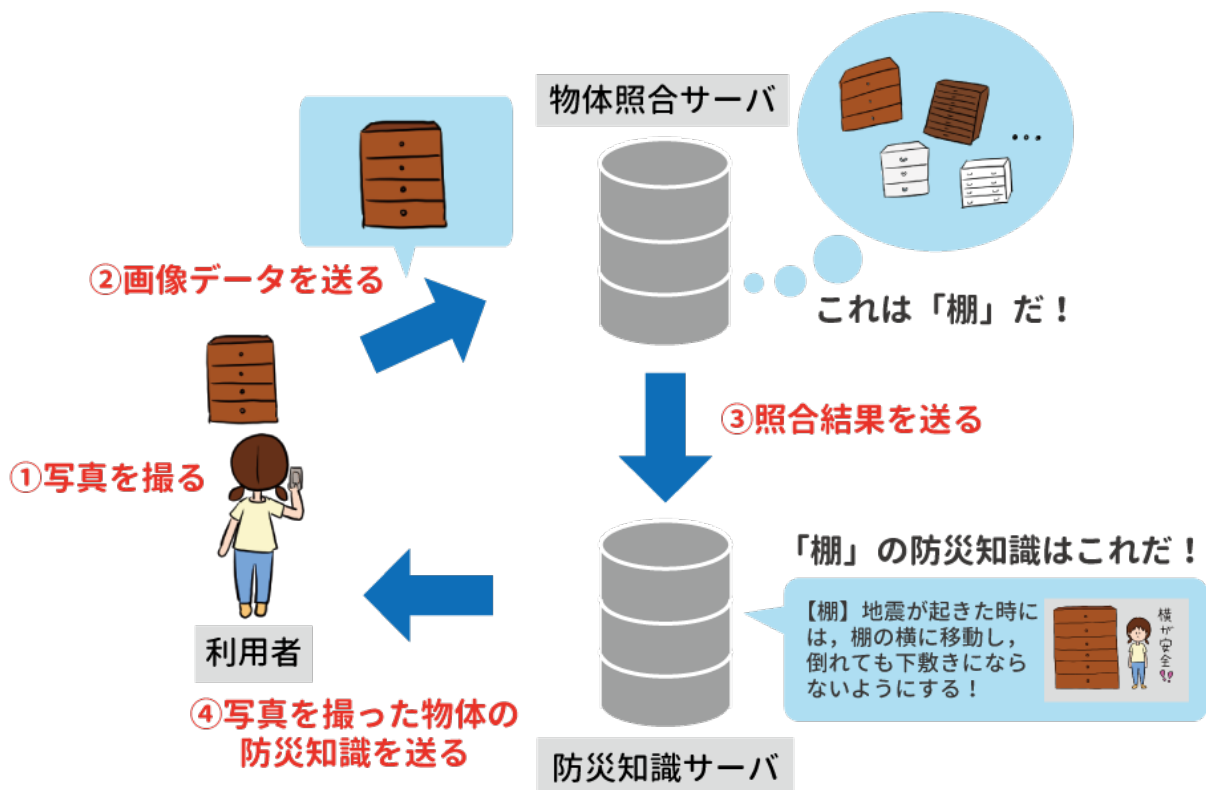 物体照合サーバ
②画像データを送る
これは「棚」だ！
③照合結果を送る
①写真を撮る
「棚」の防災知識はこれだ！
【棚】地震が起きた時に
は，棚の横に移動し，
倒れても下敷きになら
ないようにする！
横が安全!!
利用者
④写真を撮った物体の
防災知識を送る
防災知識サーバ